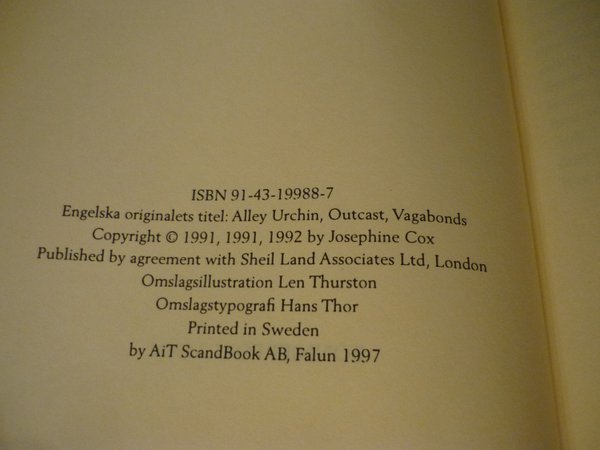 ISBN 91-43-19988-7
Engelska originalets titel: Alley Urchin, Outcast, Vagabonds
Copyright © 1991, 1991, 1992 by Josephine Cox
Published by agreement with Sheil Land Associates Ltd, London
Omslagsillustration Len Thurston
Omslagstypografi Hans Thor
Printed in Sweden
by AiT ScandBook AB, Falun 1997